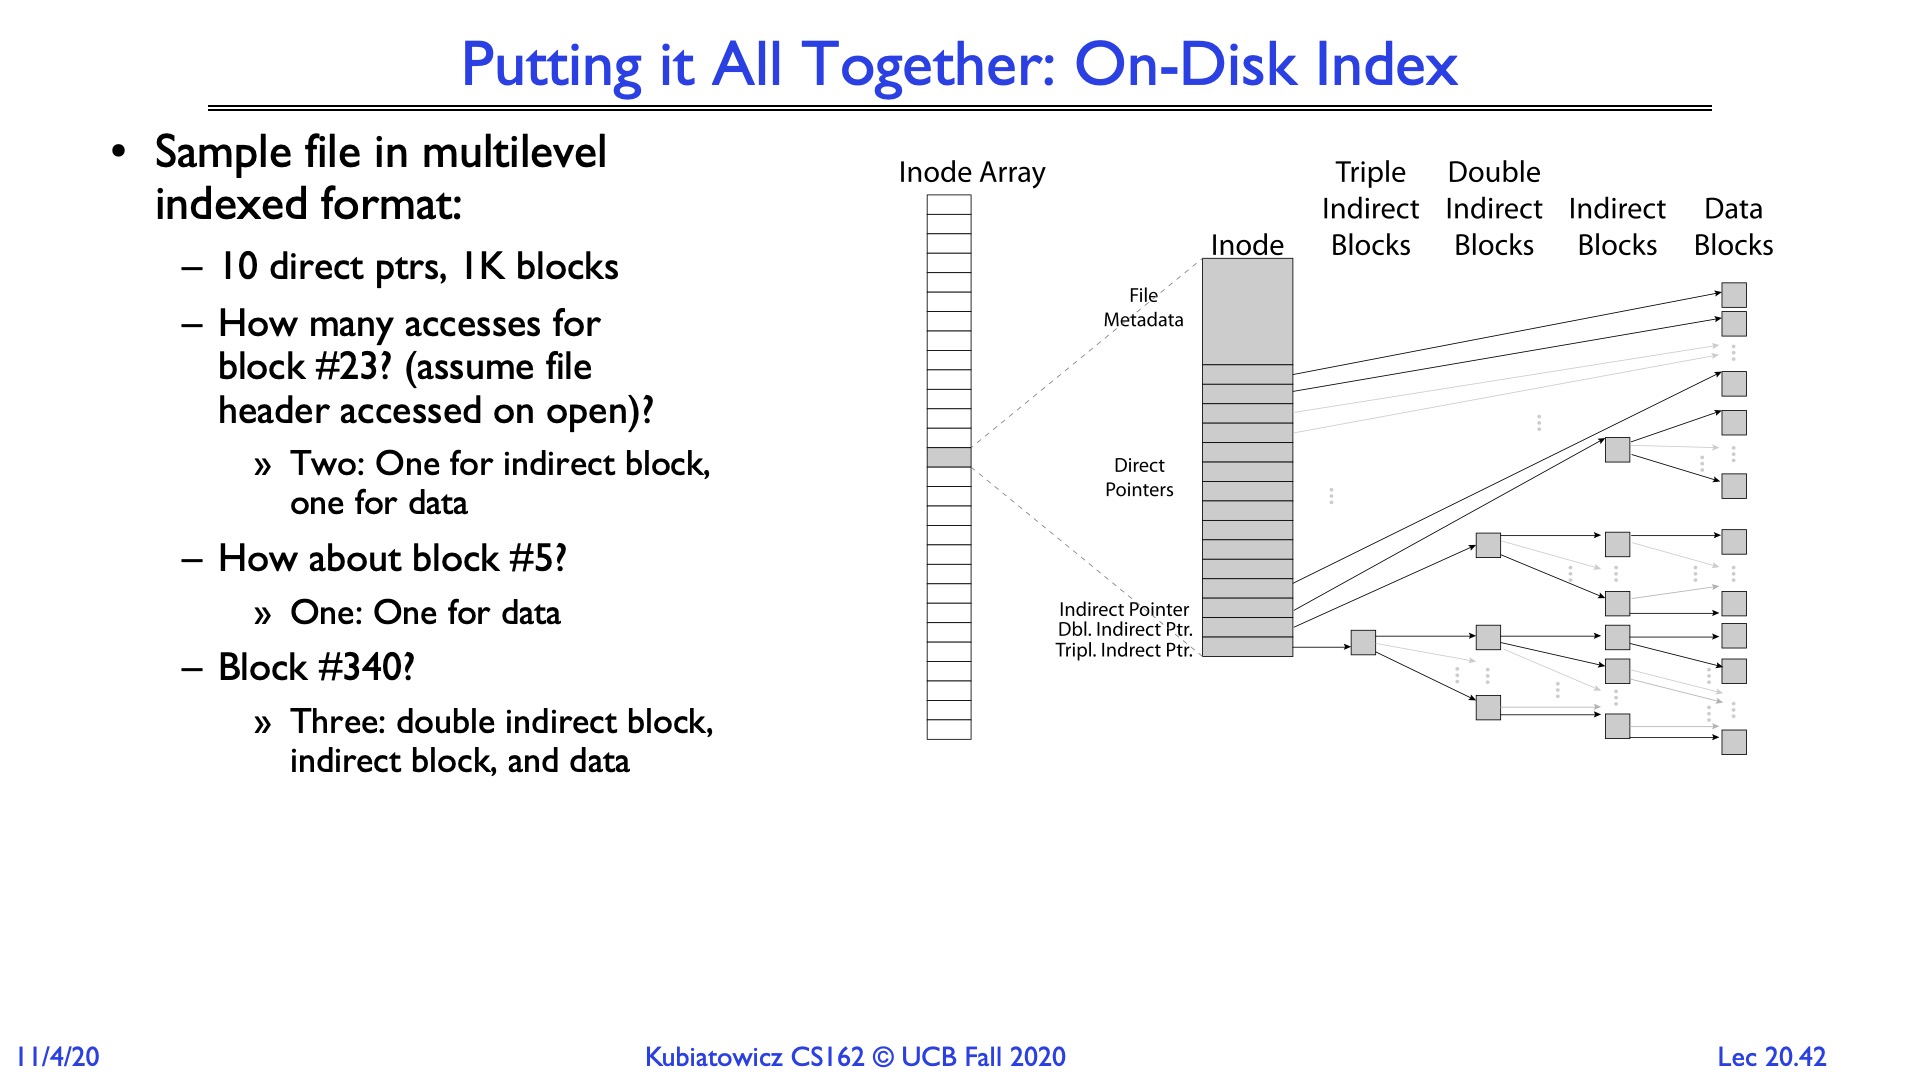 Putting it All Together: On-Disk Index
• Sample file in multilevel
indexed format:
– 10 direct ptrs, 1K blocks
– How many accesses for
block #23? (assume file
header accessed on open)?
» Two: One for indirect block,
one for data
– How about block #5?
» One: One for data
– Block #340?
» Three: double indirect block,
indirect block, and data
Inode Array
Inode
Triple
Indirect
Blocks
Double
Indirect
Blocks
Indirect
Blocks
Data
Blocks
File
Metadata
Direct
Pointers
Indirect Pointer
Dbl. Indirect Ptr.
Tripl. Indrect Ptr.
11/4/20
Kubiatowicz CS162 © UCB Fall 2020
Lec 20.42